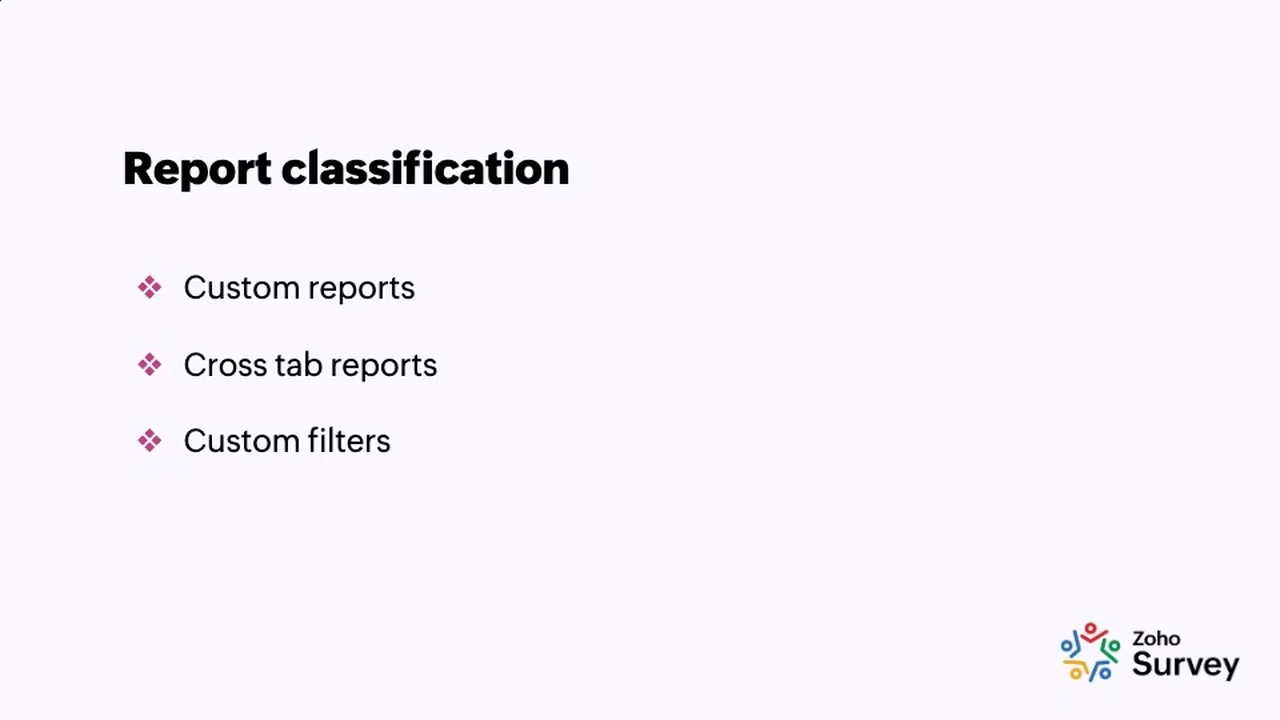 Report classification
❖ Custom reports
❖ Cross tab reports
❖ Custom filters
Zoho
Survey